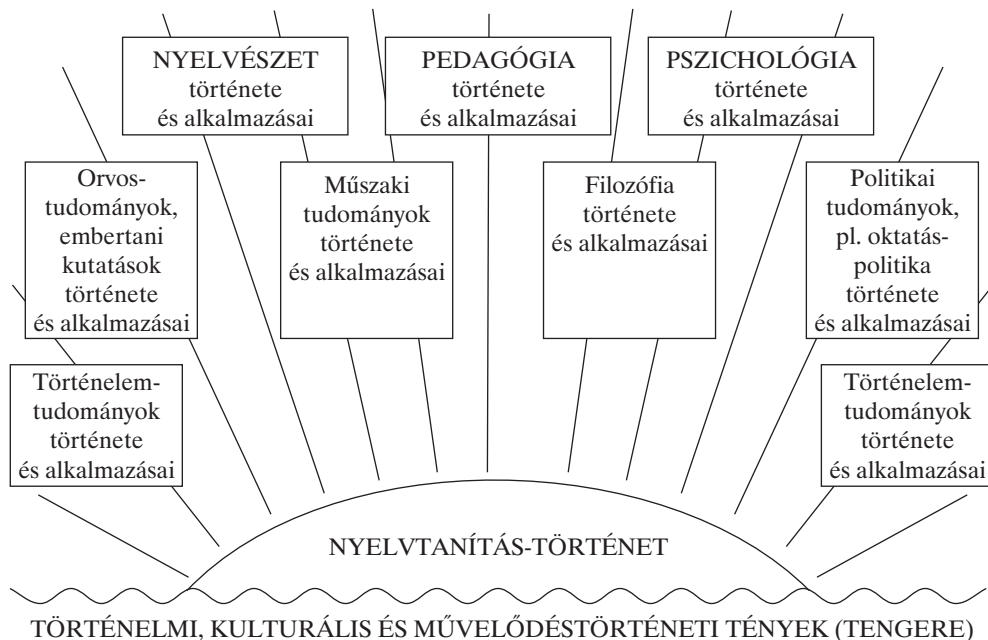 NYELVÉSZET
története
és alkalmazásai
PEDAGÓGIA
története
és alkalmazásai
PSZICHOLÓGIA
története
és alkalmazásai
Orvos-
tudományok,
embertani
kutatások
története
és alkalmazásai
Műszaki
tudományok
története
és alkalmazásai
Filozófia
története
és alkalmazásai
Politikai
tudományok,
pl. oktatás-
politika
története
és alkalmazásai
Történelem-
tudományok
története
és alkalmazásai
Történelem-
tudományok
története
és alkalmazásai
NYELVTANÍTÁS-TÖRTÉNET
TÖRTÉNELMI, KULTURÁLIS ÉS MŰVELŐDÉSTÖRTÉNETI TÉNYEK (TENGERE)